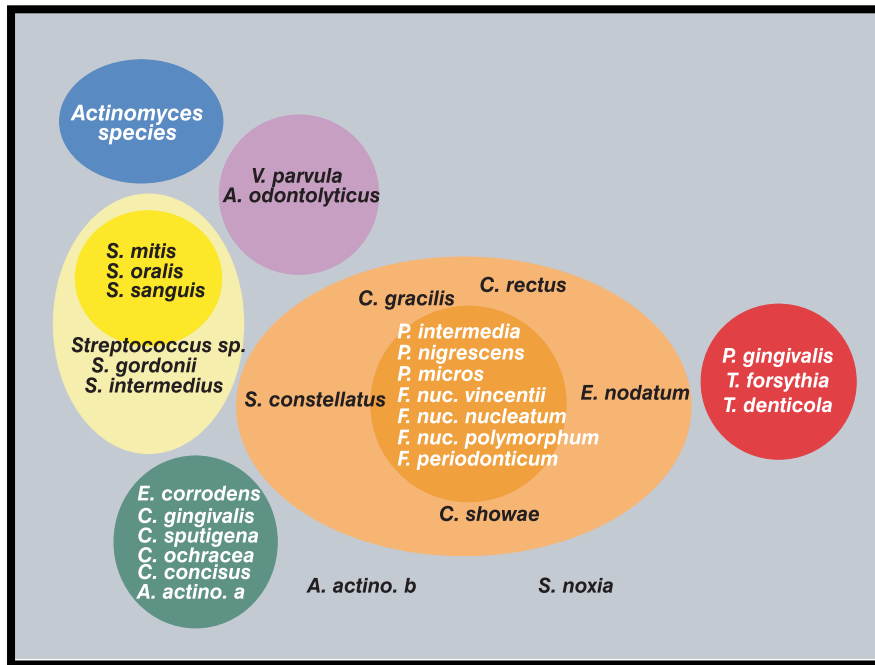 Actinomyces
species
V. parvula
A. odontolyticus
S. mitis
S. oralis
S. sanguis
Streptococcus sp.
S. gordonii
S. intermedius
C. gracilis
C. rectus
P. intermedia
P. nigrescens
P. micros
F. nuc. vincentii
F. nuc. nucleatum
F. nuc. polymorphum
F. periodonticum
S. constellatus
E. nodatum
C. showae
P. gingivalis
T. forsythia
T. denticola
E. corrodens
C. gingivalis
C. sputigena
C. ochracea
C. concisus
A. actino. a
A. actino. b
S. noxia